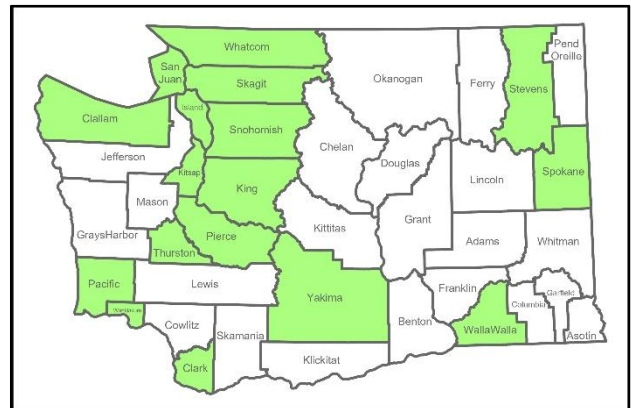 Whatcom
San
Juan
Skagit
Okanogan
Ferry
Stevens
Pend
Oreille
Island
Clallam
Snohomish
Chelan
Douglas
Jefferson
Kitsap
King
Lincoln
Spokane
Mason
Kittitas
Grant
GraysHarbor
Pierce
Thurston
Adams
Whitman
Pacific
Lewis
Yakima
Franklin
Garfield
Columbia
WallaWalla
Asotin
Benton
Cowlitz
Skamania
Clark
Klickitat